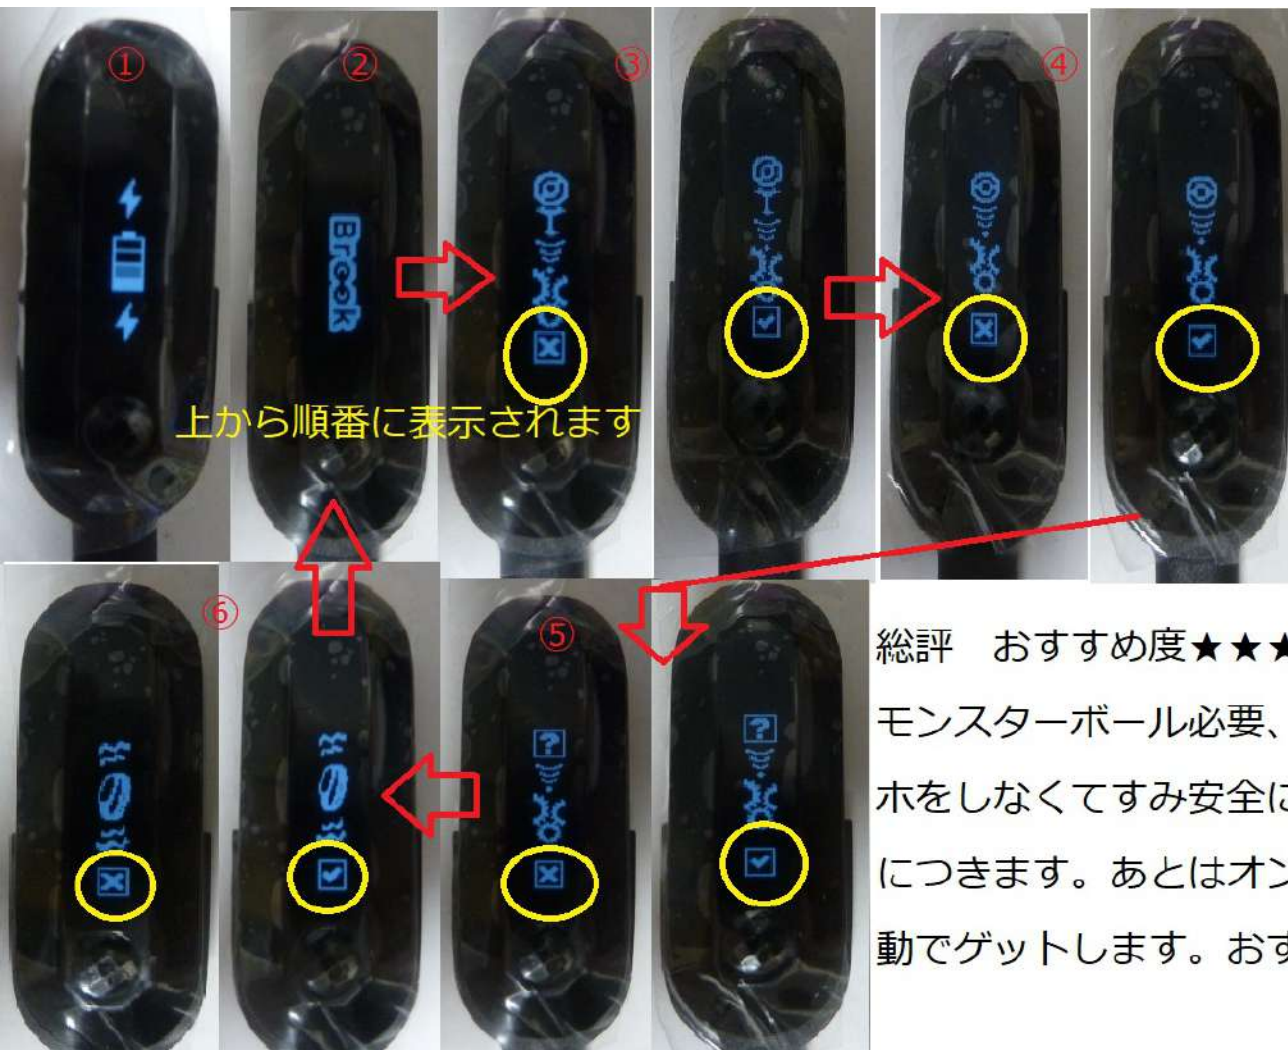 ①
②
③
④
Brook
上から順番に表示されます
⑥
⑤
?
?
総評 おすすめ度★★★
モンスターボール必要、
ホをしなくてすみ安全に
につきます。あとはオン
動でゲットします。おす